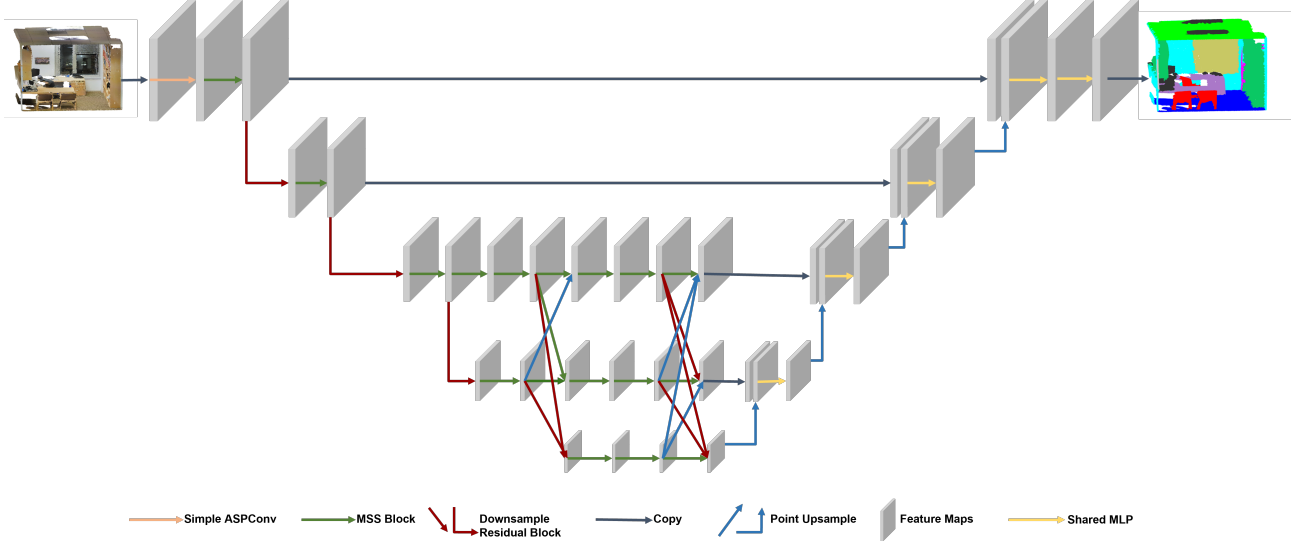 Simple ASPConv
MSS Block
Downsample
Residual Block
Copy
Point Upsample
Feature Maps
Shared MLP